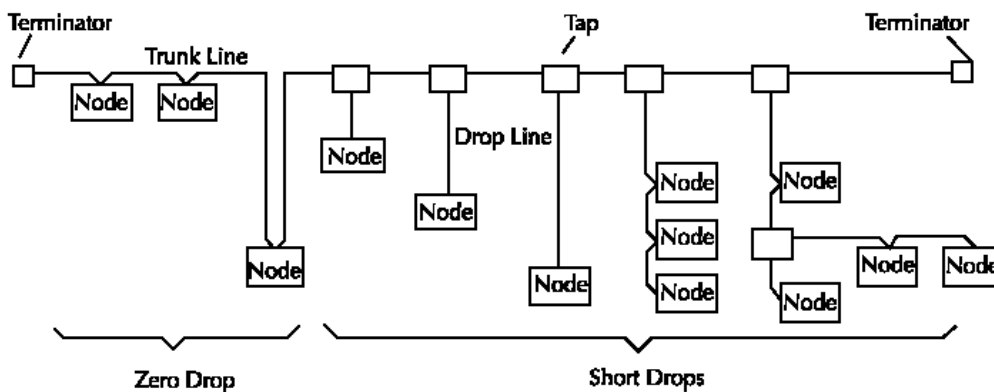 Terminator
Tap
Terminator
Trunk Line
Node
Node
Drop Line
Node
Node
Node
Node
Node
Node
Node
Node
Node
Node
Node
Node
Zero Drop
Short Drops